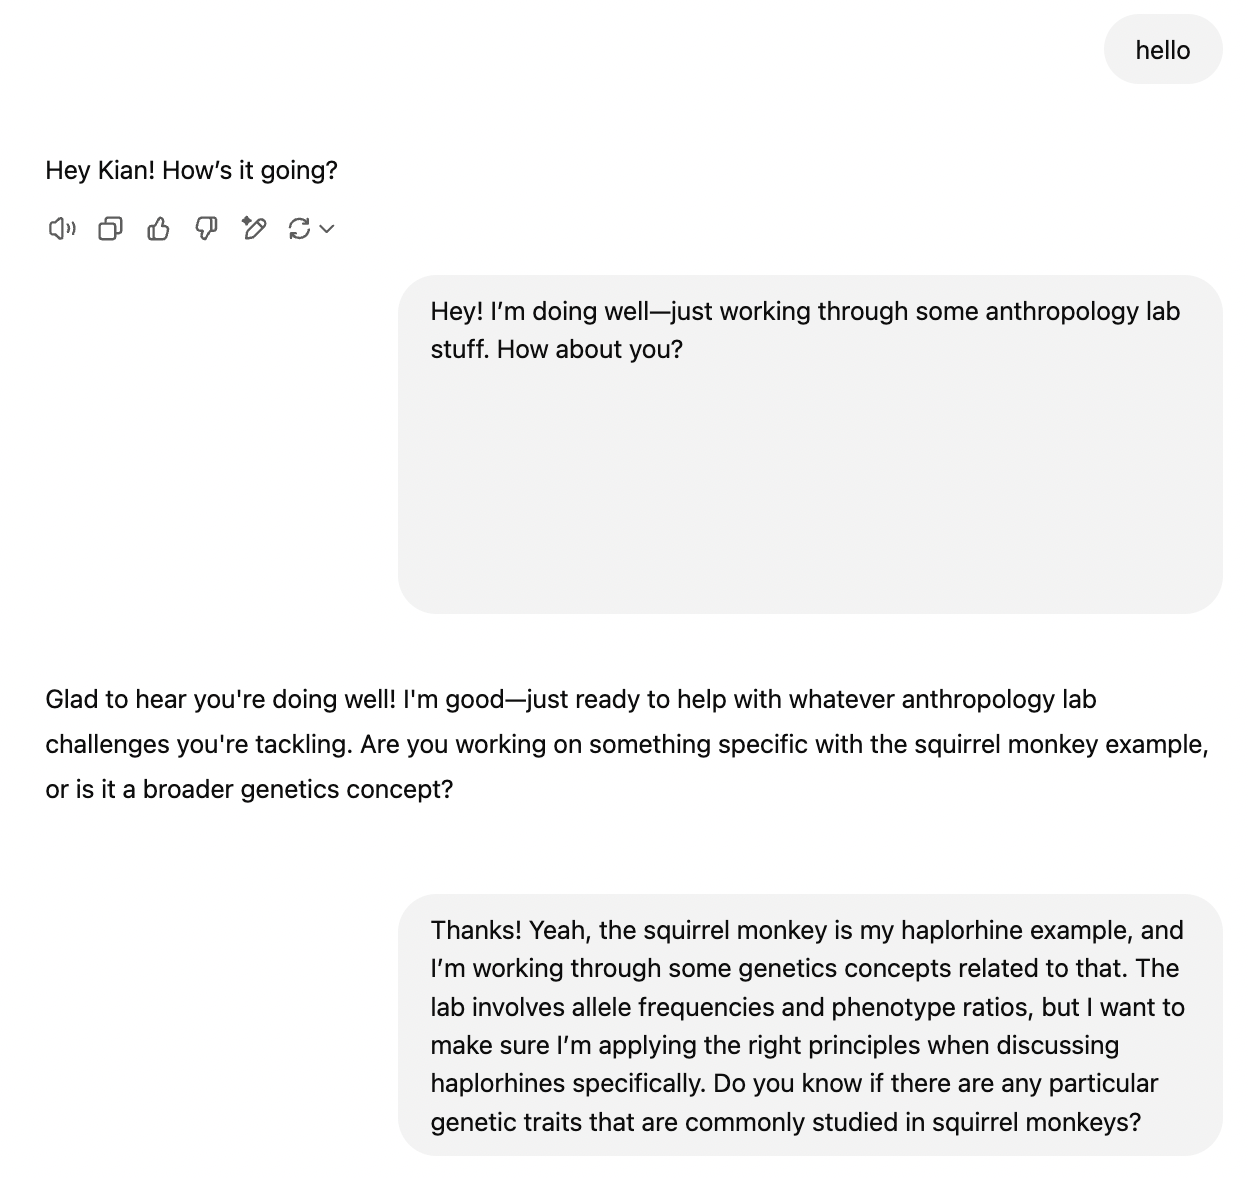 hello
Hey Kian! How’s it going?
Hey! I’m doing well—just working through some anthropology lab
stuff. How about you?
Glad to hear you're doing well! I'm good—just ready to help with whatever anthropology lab
challenges you're tackling. Are you working on something specific with the squirrel monkey example,
or is it a broader genetics concept?
Thanks! Yeah, the squirrel monkey is my haplorhine example, and
I’m working through some genetics concepts related to that. The
lab involves allele frequencies and phenotype ratios, but I want to
make sure I’m applying the right principles when discussing
haplorhines specifically. Do you know if there are any particular
genetic traits that are commonly studied in squirrel monkeys?